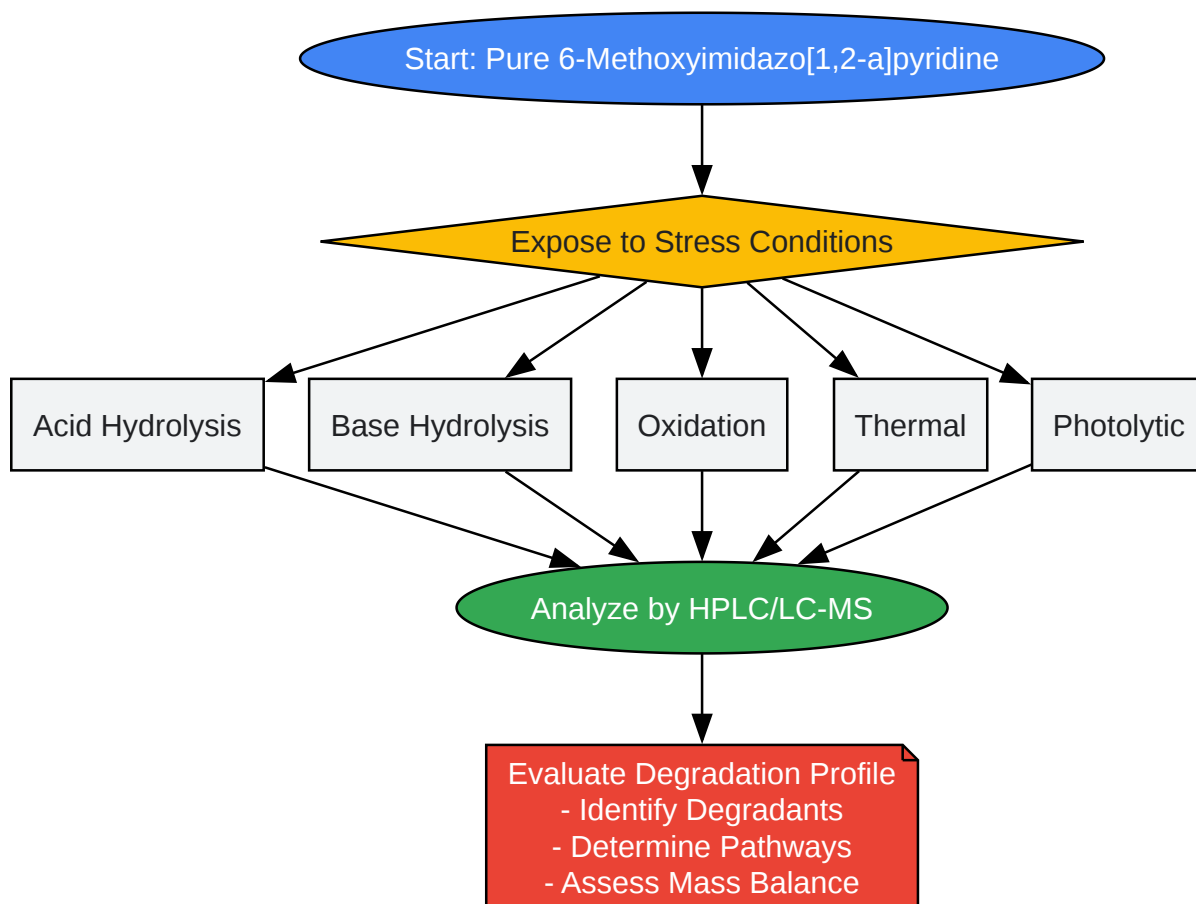 Start: Pure 6-Methoxyimidazo[1,2-a]pyridine
Expose to Stress Conditions
Acid Hydrolysis
Base Hydrolysis
Oxidation
Thermal
Photolytic
Analyze by HPLC/LC-MS
Evaluate Degradation Profile
- Identify Degradants
- Determine Pathways
- Assess Mass Balance